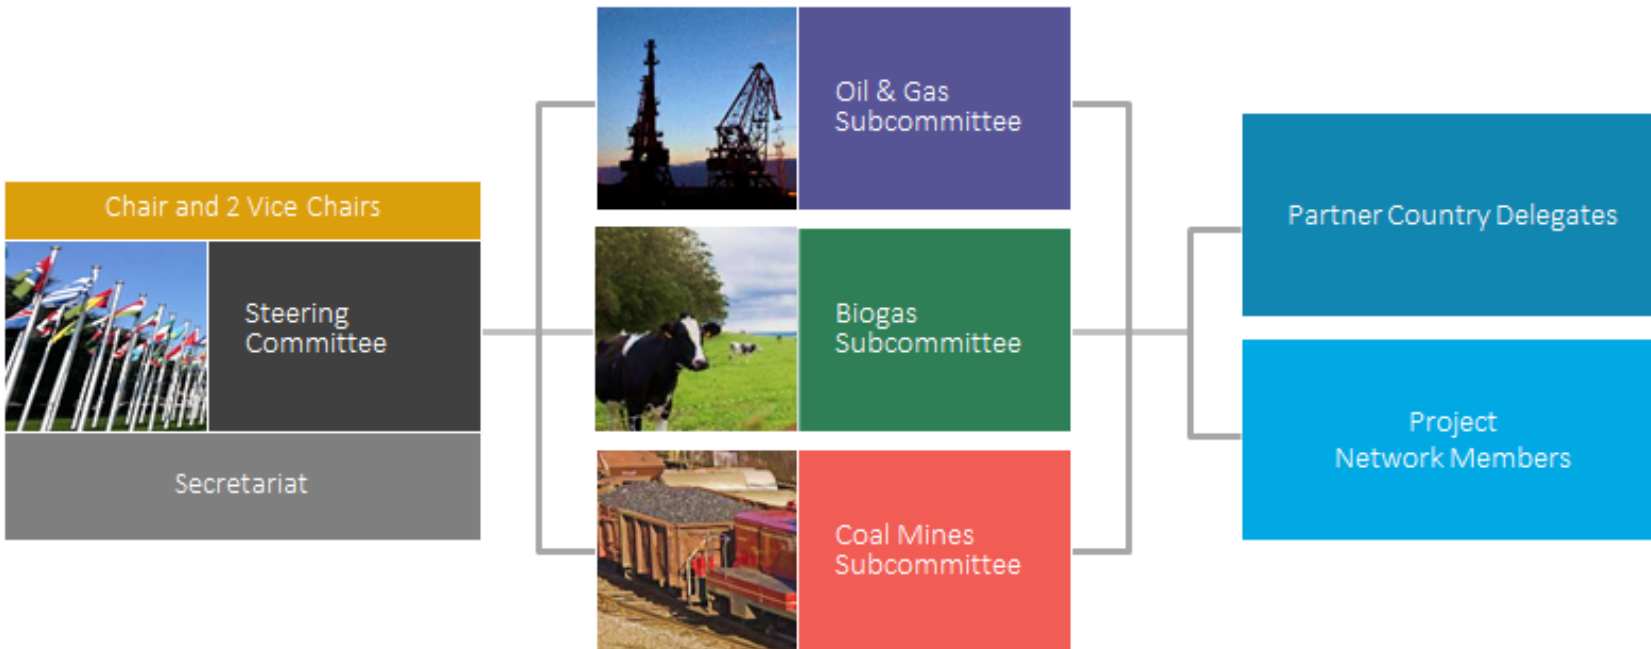 Chair and 2 Vice Chairs
Steering
Committee
Secretariat
Oil & Gas
Subcommittee
Biogas
Subcommittee
Coal Mines
Subcommittee
Partner Country Delegates
Project
Network Members